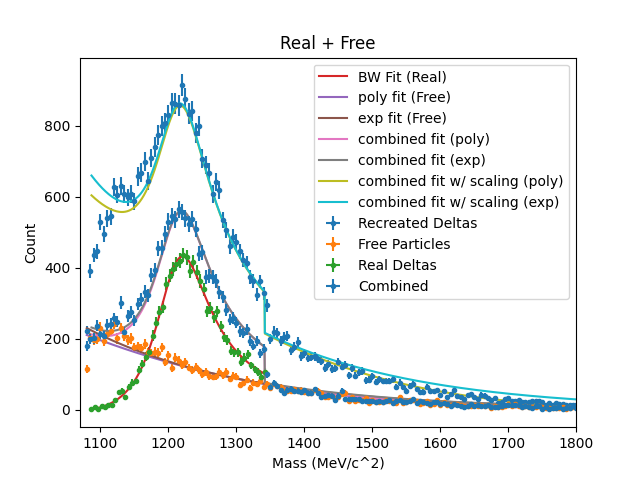 Real + Free
BW Fit (Real)
poly fit (Free)
exp fit (Free)
combined fit (poly)
combined fit (exp)
combined fit w/ scaling (poly)
combined fit w/ scaling (exp)
Recreated Deltas
Free Particles
Real Deltas
Combined
Count
800
600
400
200
0
1100 1200 1300 1400 1500 1600 1700 1800
Mass (MeV/c^2)